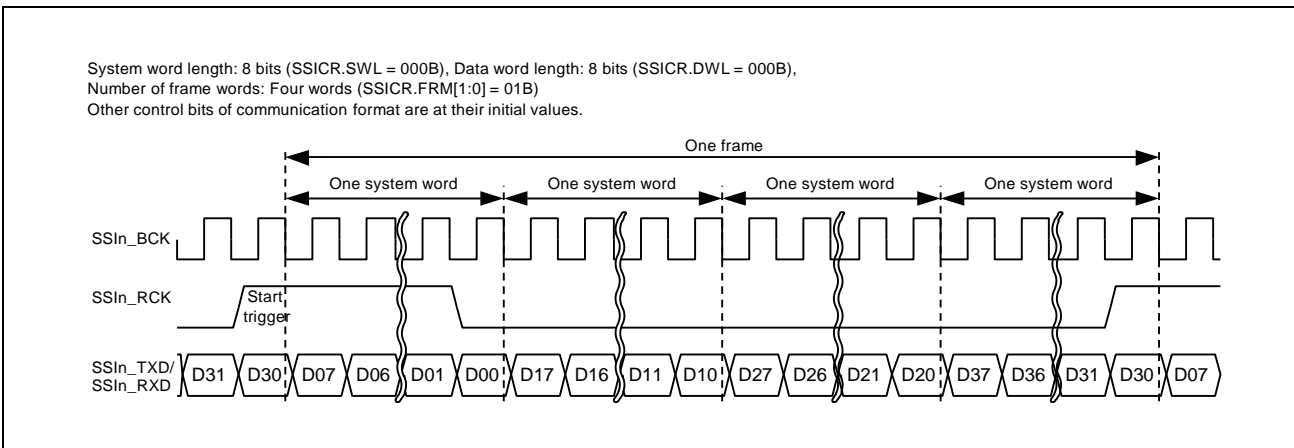 System word length: 8 bits (SSICR.SWL = 000B), Data word length: 8 bits (SSICR.DWL = 000B),
Number of frame words: Four words (SSICR.FRM[1:0] = 01B)
Other control bits of communication format are at their initial values.
One frame
One system word One system word One system word One system word
SSIn_BCK
SSIn_RCK
Start
trigger
SSIn_TXD/
SSIn_RXD
D31 D30 D07 D06 D01 D00 D17 D16 D11 D10 D27 D26 D21 D20 D37 D36 D31 D30 D07